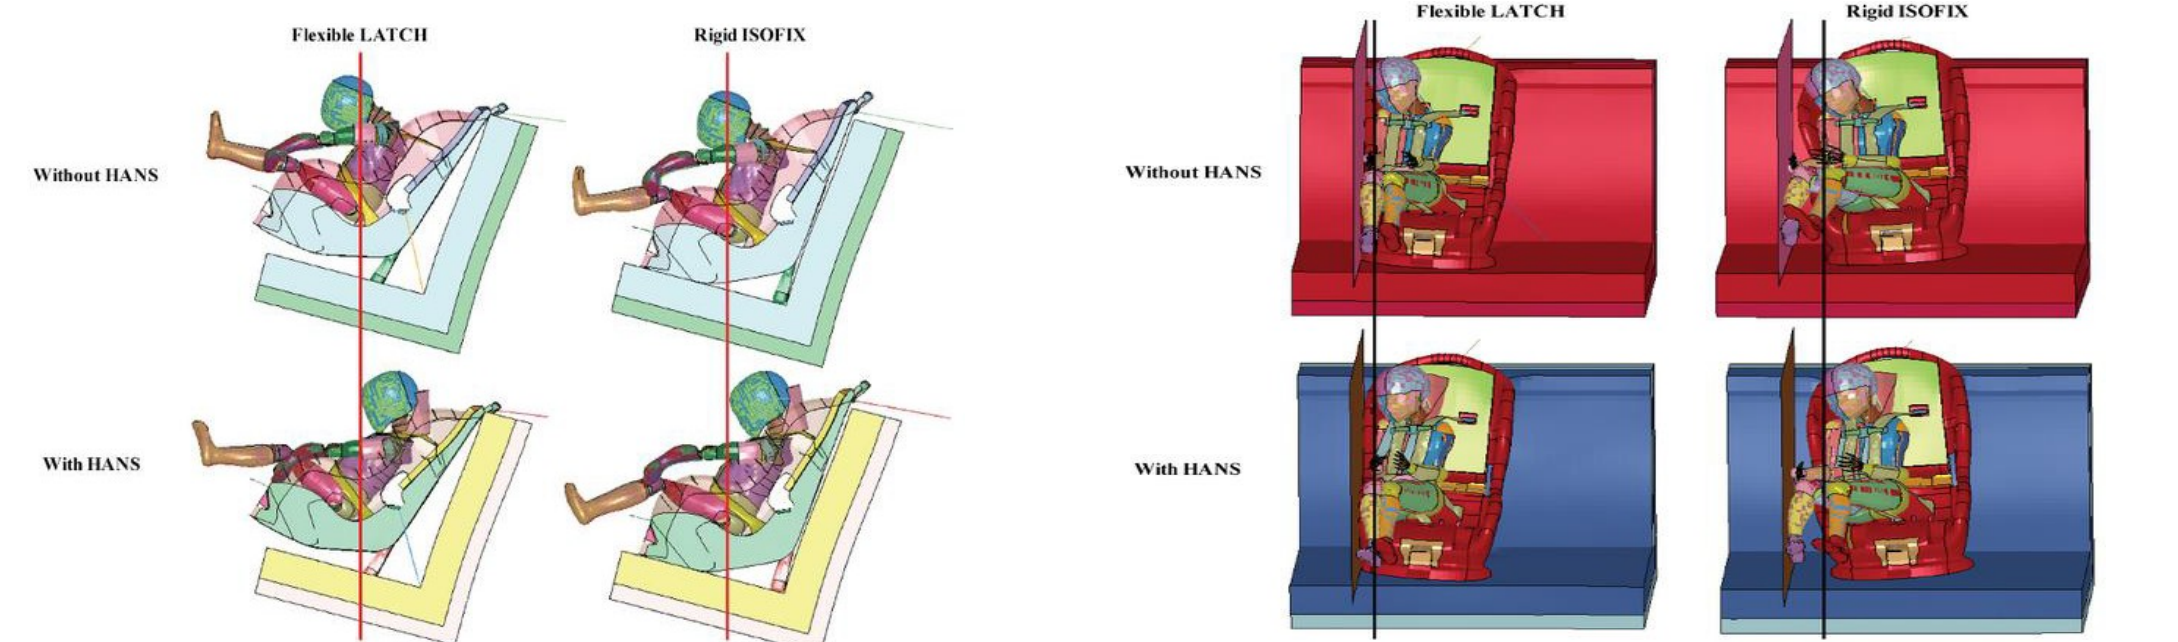 Flexible LATCH
Rigid ISOFIX
Without HANS
With HANS
Flexible LATCH
Rigid ISOFIX
Without HANS
With HANS